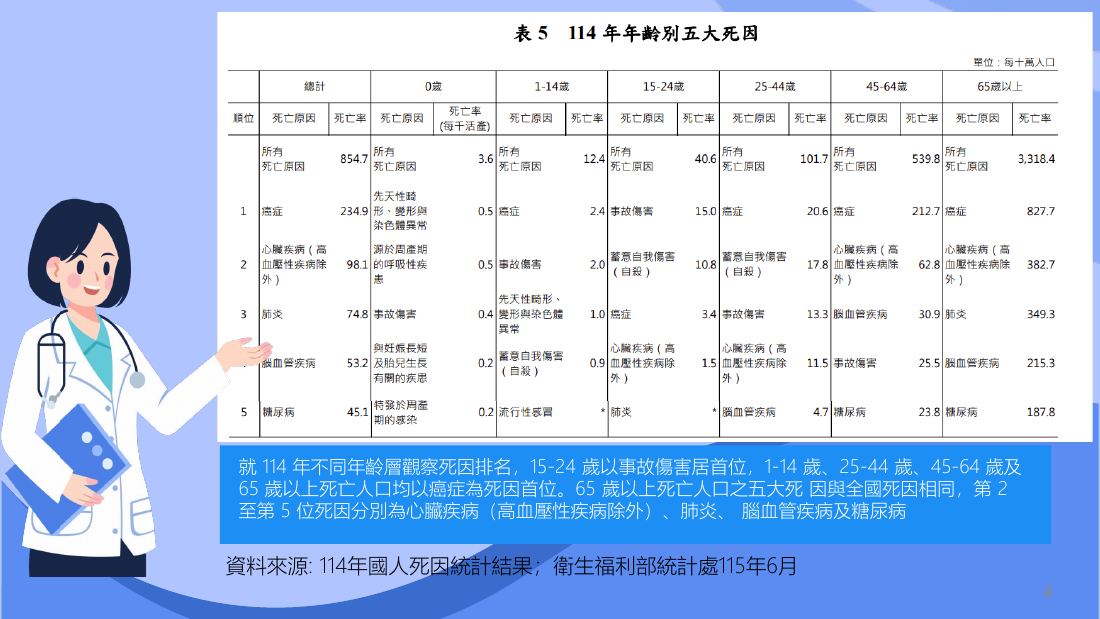 表 5 114 年年齡別五大死因
單位：每十萬人口
總計 0歲 1-14歲 15-24歲 25-44歲 45-64歲 65歲以上
順位 死亡原因 死亡率 死亡原因 死亡率(每千活產) 死亡原因 死亡率 死亡原因 死亡率 死亡原因 死亡率 死亡原因 死亡率 死亡原因 死亡率
所有死亡原因 854.7 所有死亡原因 3.6 所有死亡原因 12.4 所有死亡原因 40.6 所有死亡原因 101.7 所有死亡原因 539.8 所有死亡原因 3,318.4
1 癌症 234.9 先天性畸形、變形與染色體異常 0.5 癌症 2.4 事故傷害 15.0 癌症 20.6 癌症 212.7 癌症 827.7
2 心臟疾病（高血壓性疾病除外） 98.1 源於周產期的呼吸性疾患 0.5 事故傷害 2.0 蓄意自我傷害（自殺） 10.8 蓄意自我傷害（自殺） 17.8 心臟疾病（高血壓性疾病除外） 62.8 心臟疾病（高血壓性疾病除外） 382.7
3 肺炎 74.8 事故傷害 0.4 先天性畸形、變形與染色體異常 1.0 癌症 3.4 事故傷害 13.3 腦血管疾病 30.9 肺炎 349.3
腦血管疾病 53.2 與妊娠長短及胎兒生長有關的疾患 0.2 蓄意自我傷害（自殺） 0.9 心臟疾病（高血壓性疾病除外） 1.5 心臟疾病（高血壓性疾病除外） 11.5 事故傷害 25.5 腦血管疾病 215.3
5 糖尿病 45.1 特發於周產期的感染 0.2 流行性感冒 * 肺炎 * 腦血管疾病 4.7 糖尿病 23.8 糖尿病 187.8
就 114 年不同年齡層觀察死因排名，15-24 歲以事故傷害居首位，1-14 歲、25-44 歲、45-64 歲及
65 歲以上死亡人口均以癌症為死因首位。65 歲以上死亡人口之五大死 因與全國死因相同，第 2
至第 5 位死因分別為心臟疾病（高血壓性疾病除外）、肺炎、 腦血管疾病及糖尿病
資料來源: 114年國人死因統計結果；衛生福利部統計處115年6月